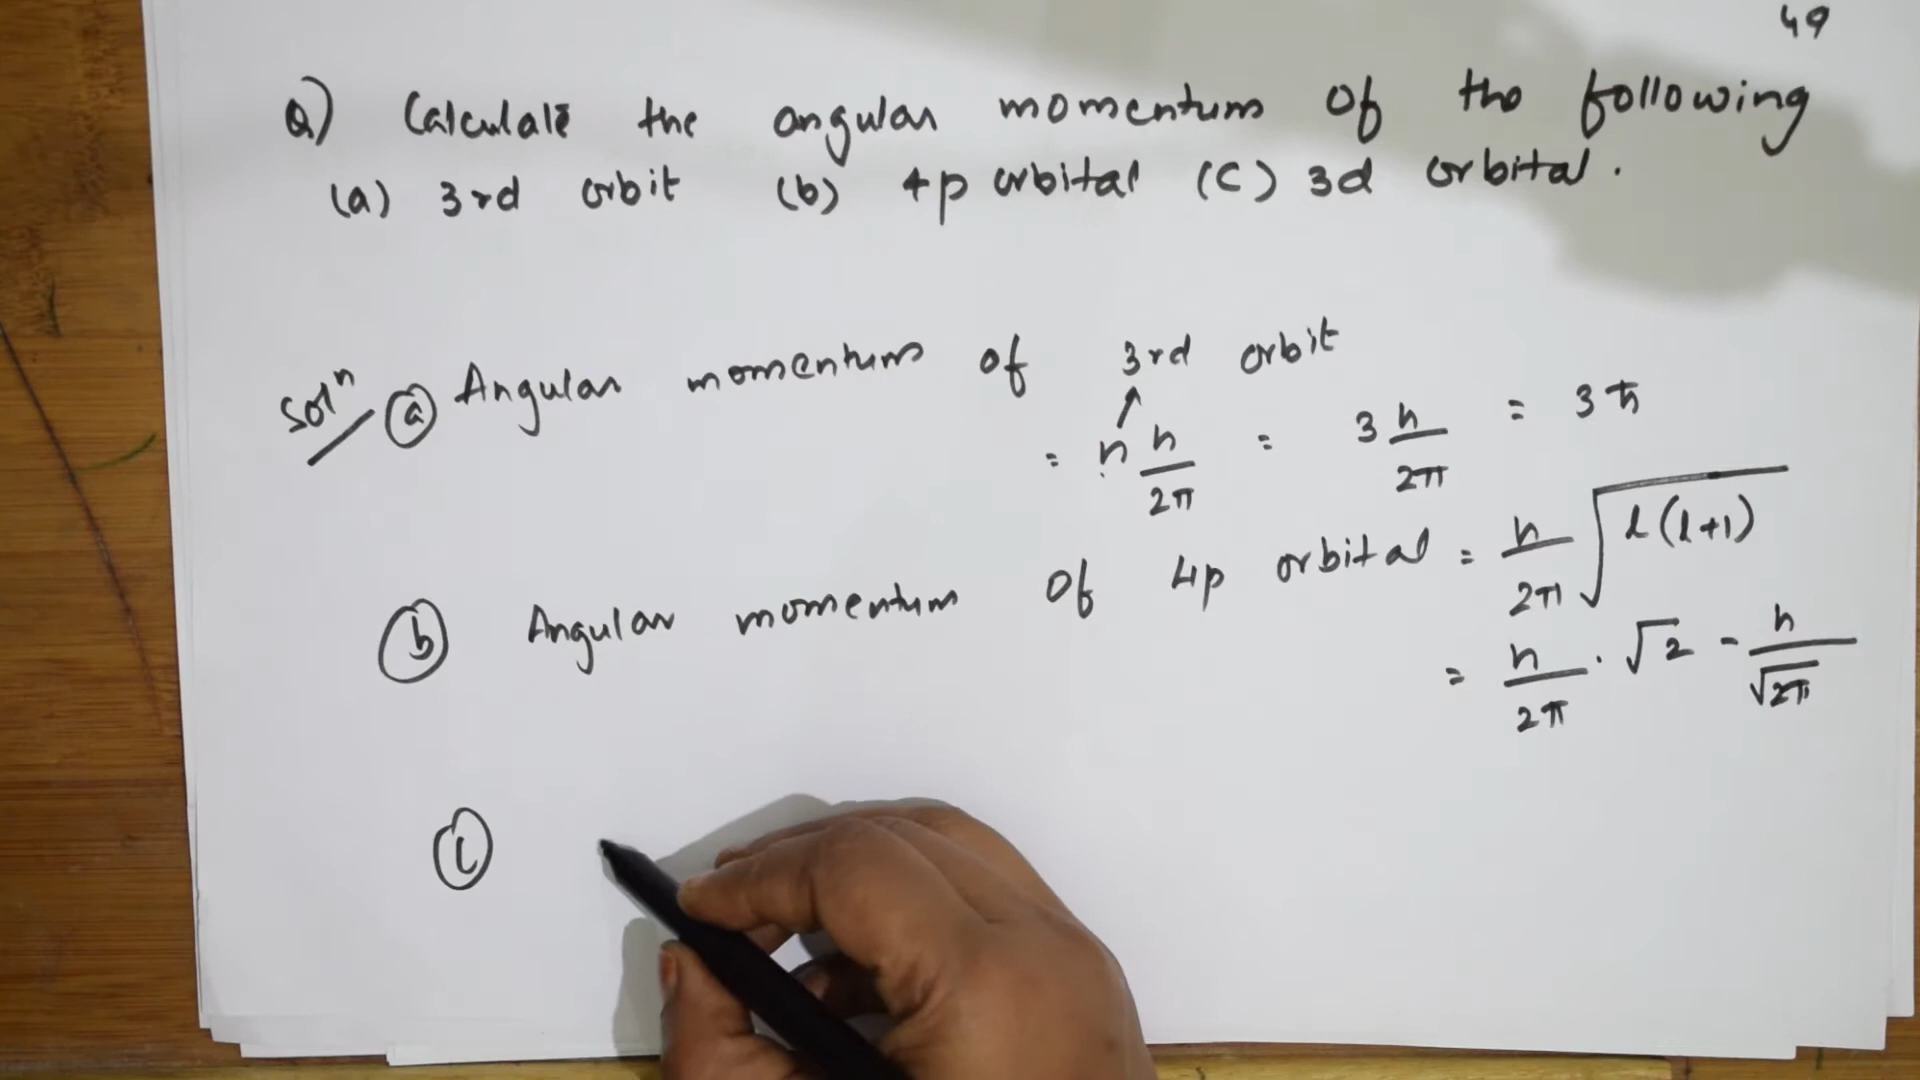 49
Q) Calculate the angular momentum of the following
(a) 3rd orbit (b) 4p orbital (C) 3d orbital.
Solⁿ (a) Angular momentum of 3rd orbit
= n h/2π = 3 h/2π = 3ħ
(b) Angular momentum of 4p orbital = h/2π √l(l+1)
= h/2π . √2 = h/√2π
(c)